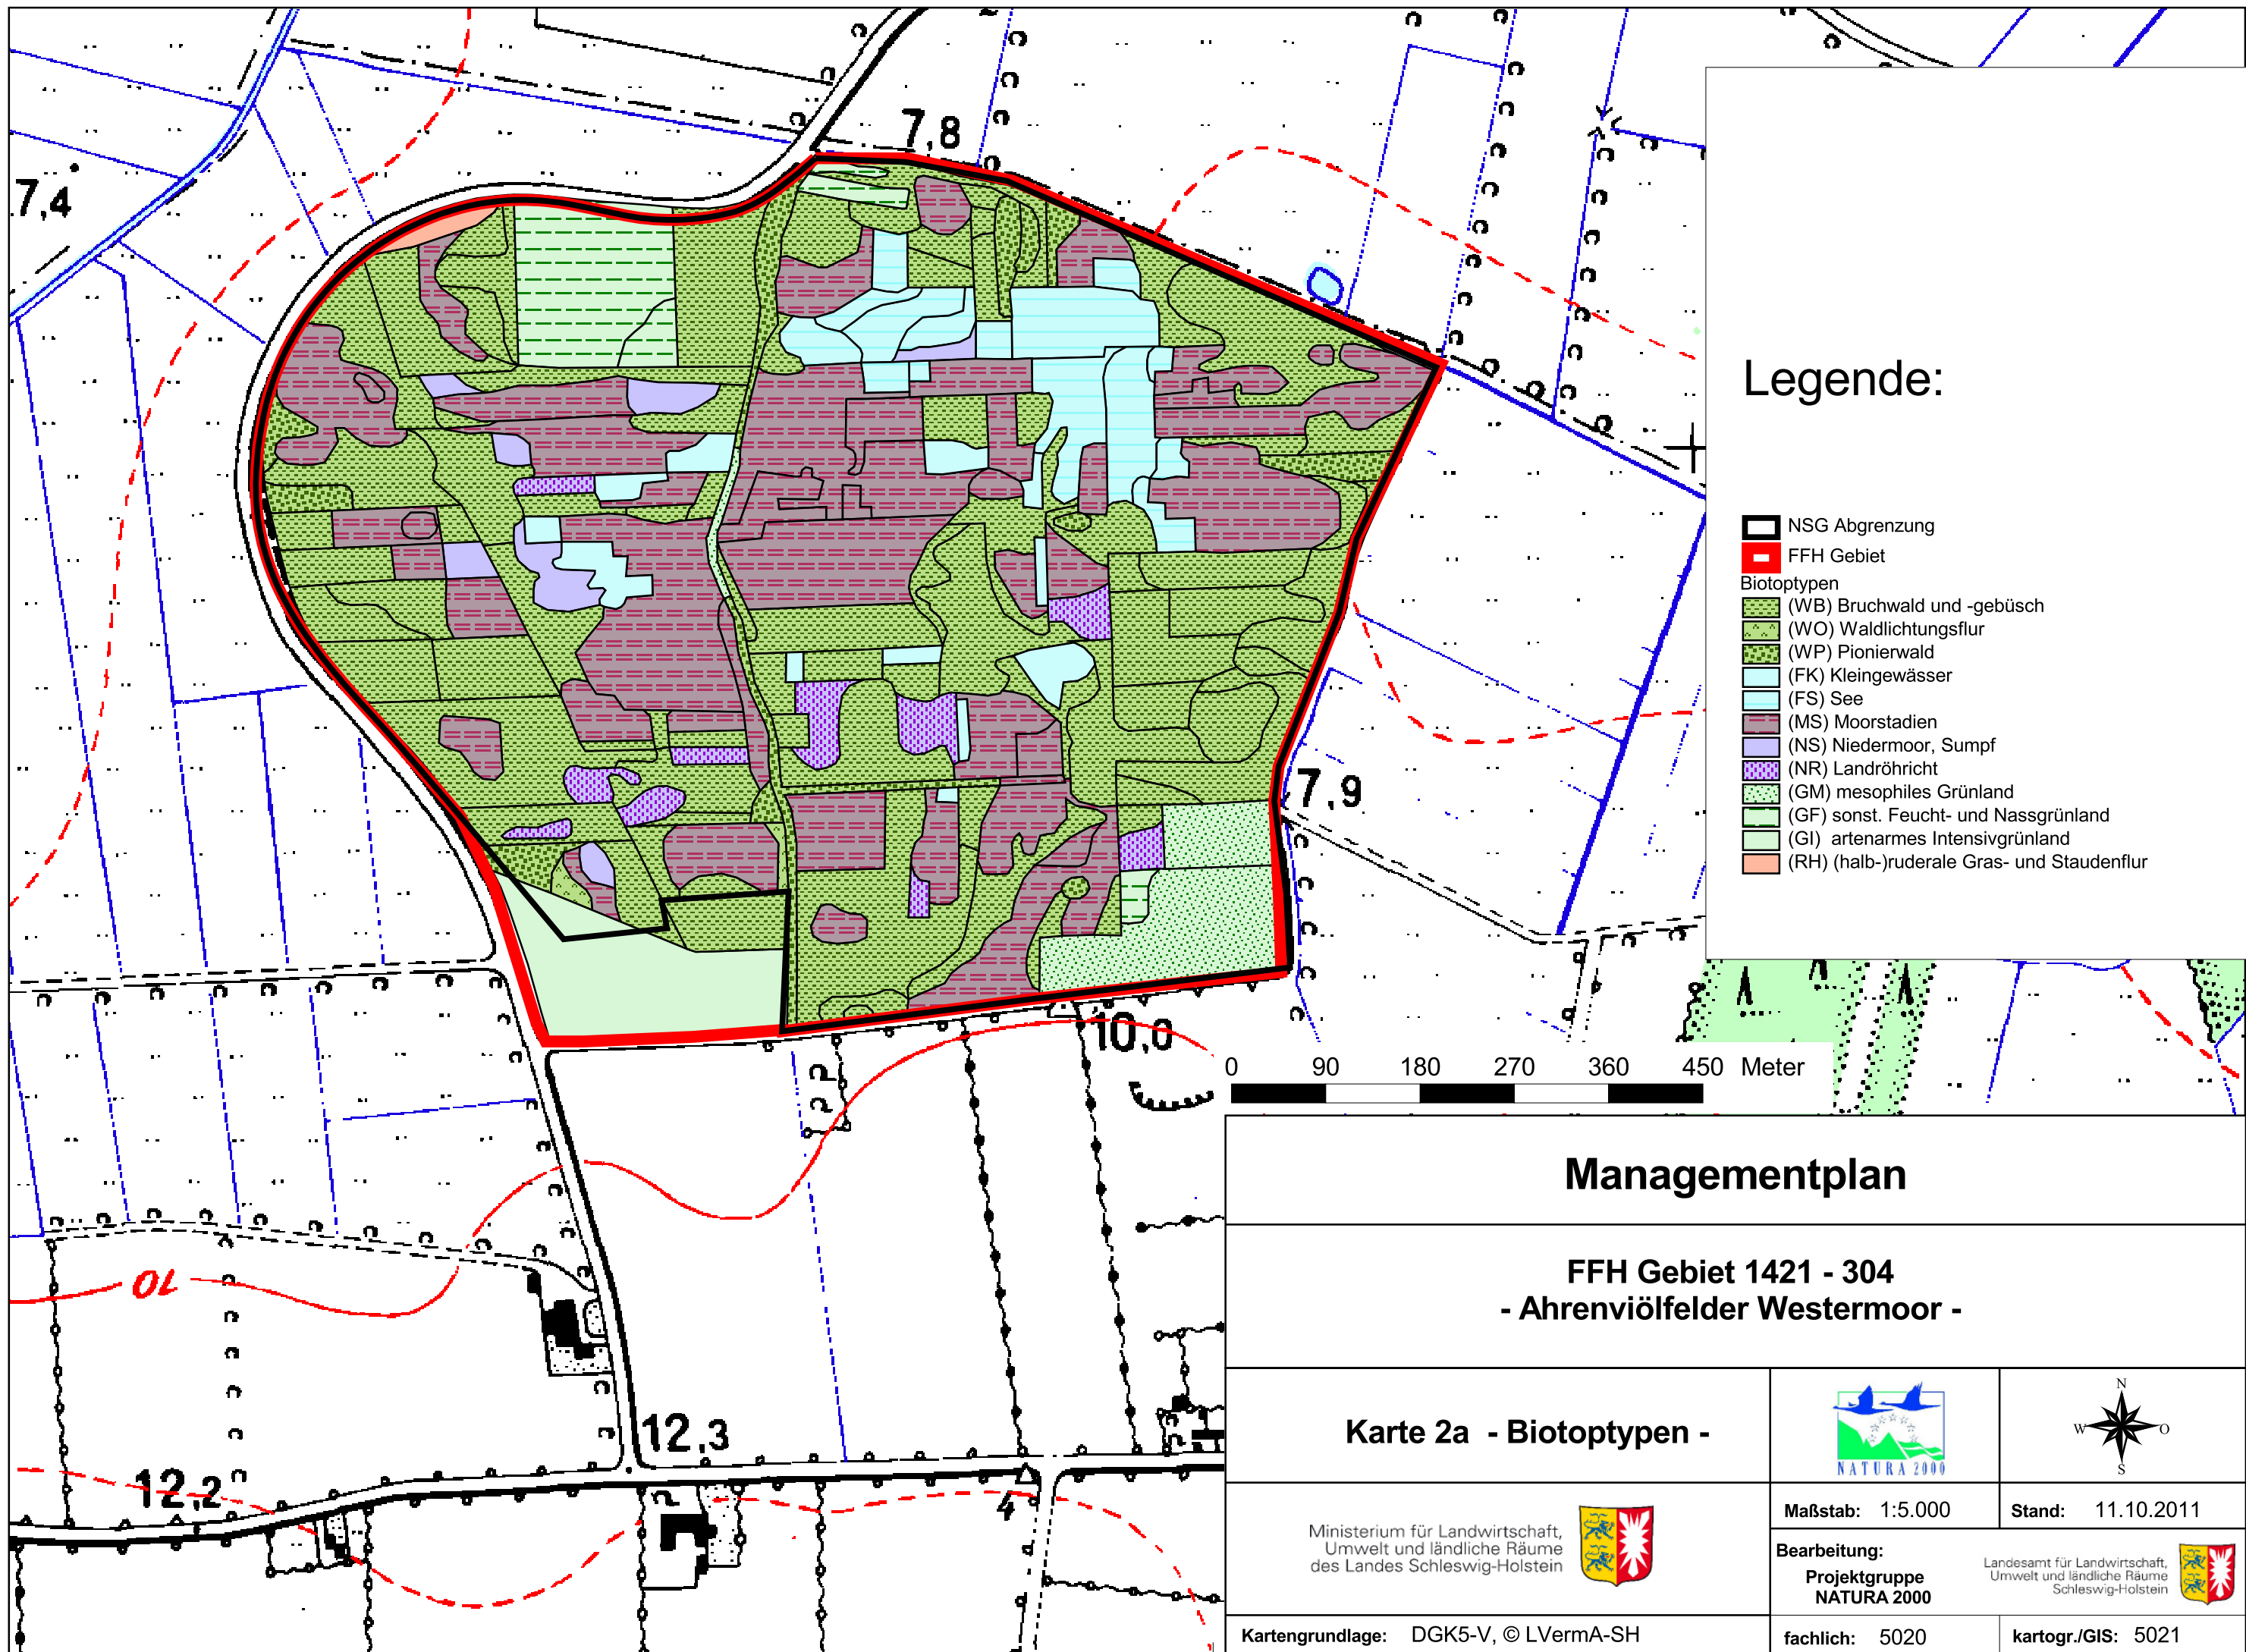 7,8
7,4
Legende:
NSG Abgrenzung
FFH Gebiet
Biotoptypen
(WB) Bruchwald und -gebüsch
(WO) Waldlichtungsflur
(WP) Pionierwald
(FK) Kleingewässer
(FS) See
(MS) Moorstadien
(NS) Niedermoor, Sumpf
(NR) Landröhricht
(GM) mesophiles Grünland
(GF) sonst. Feucht- und Nassgrünland
(GI) artenarmes Intensivgrünland
(RH) (halb-)ruderale Gras- und Staudenflur
7,9
10,0
0 90 180 270 360 450 Meter
10
12,3
12,2
4
Managementplan
FFH Gebiet 1421 - 304
- Ahrenviölfelder Westermoor -
Karte 2a - Biotoptypen -
NATURA 2000
N
W O
S
Ministerium für Landwirtschaft,
Umwelt und ländliche Räume
des Landes Schleswig-Holstein
Maßstab: 1:5.000
Stand: 11.10.2011
Bearbeitung:
Projektgruppe
NATURA 2000
Landesamt für Landwirtschaft,
Umwelt und ländliche Räume
Schleswig-Holstein
Kartengrundlage: DGK5-V, © LVermA-SH
fachlich: 5020
kartogr./GIS: 5021